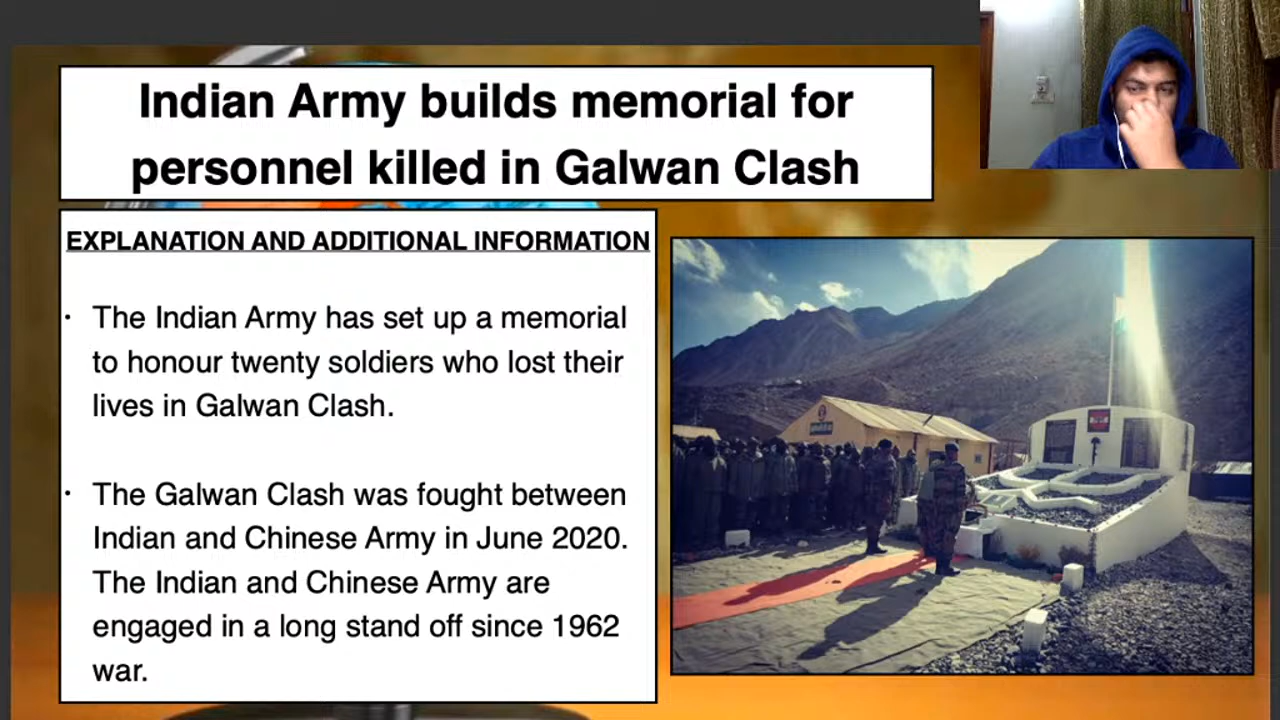 Indian Army builds memorial for
personnel killed in Galwan Clash
EXPLANATION AND ADDITIONAL INFORMATION
· The Indian Army has set up a memorial
to honour twenty soldiers who lost their
lives in Galwan Clash.
· The Galwan Clash was fought between
Indian and Chinese Army in June 2020.
The Indian and Chinese Army are
engaged in a long stand off since 1962
war.